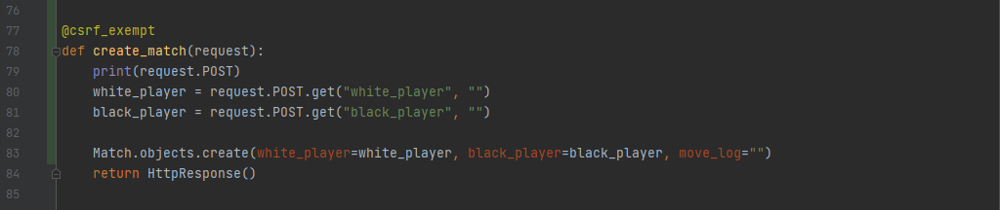 76
77 @csrf_exempt
78 def create_match(request):
79 print(request.POST)
80 white_player = request.POST.get("white_player", "")
81 black_player = request.POST.get("black_player", "")
82
83 Match.objects.create(white_player=white_player, black_player=black_player, move_log="")
84 return HttpResponse()
85